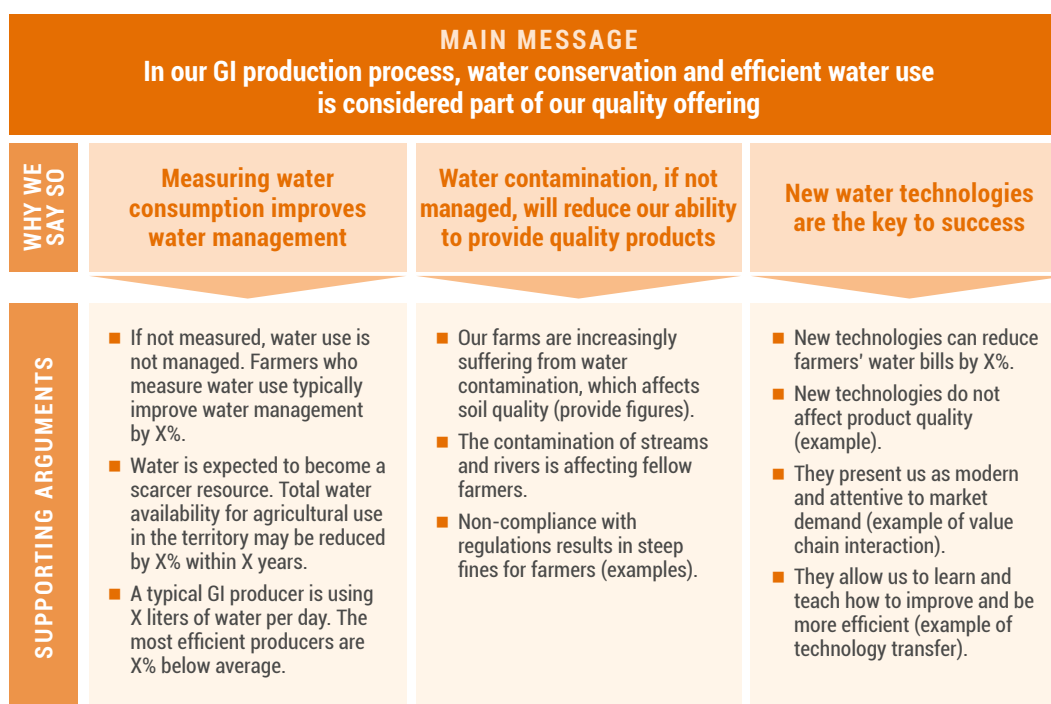 MAIN MESSAGE
In our GI production process, water conservation and efficient water use
is considered part of our quality offering
WHY WE
SAY SO
Measuring water
consumption improves
water management
Water contamination, if not
managed, will reduce our ability
to provide quality products
New water technologies
are the key to success
SUPPORTING ARGUMENTS
■ If not measured, water use is
not managed. Farmers who
measure water use typically
improve water management
by X%.
■ Water is expected to become a
scarcer resource. Total water
availability for agricultural use
in the territory may be reduced
by X% within X years.
■ A typical GI producer is using
X liters of water per day. The
most efficient producers are
X% below average.
■ Our farms are increasingly
suffering from water
contamination, which affects
soil quality (provide figures).
■ The contamination of streams
and rivers is affecting fellow
farmers.
■ Non-compliance with
regulations results in steep
fines for farmers (examples).
■ New technologies can reduce
farmers’ water bills by X%.
■ New technologies do not
affect product quality
(example).
■ They present us as modern
and attentive to market
demand (example of value
chain interaction).
■ They allow us to learn and
teach how to improve and be
more efficient (example of
technology transfer).